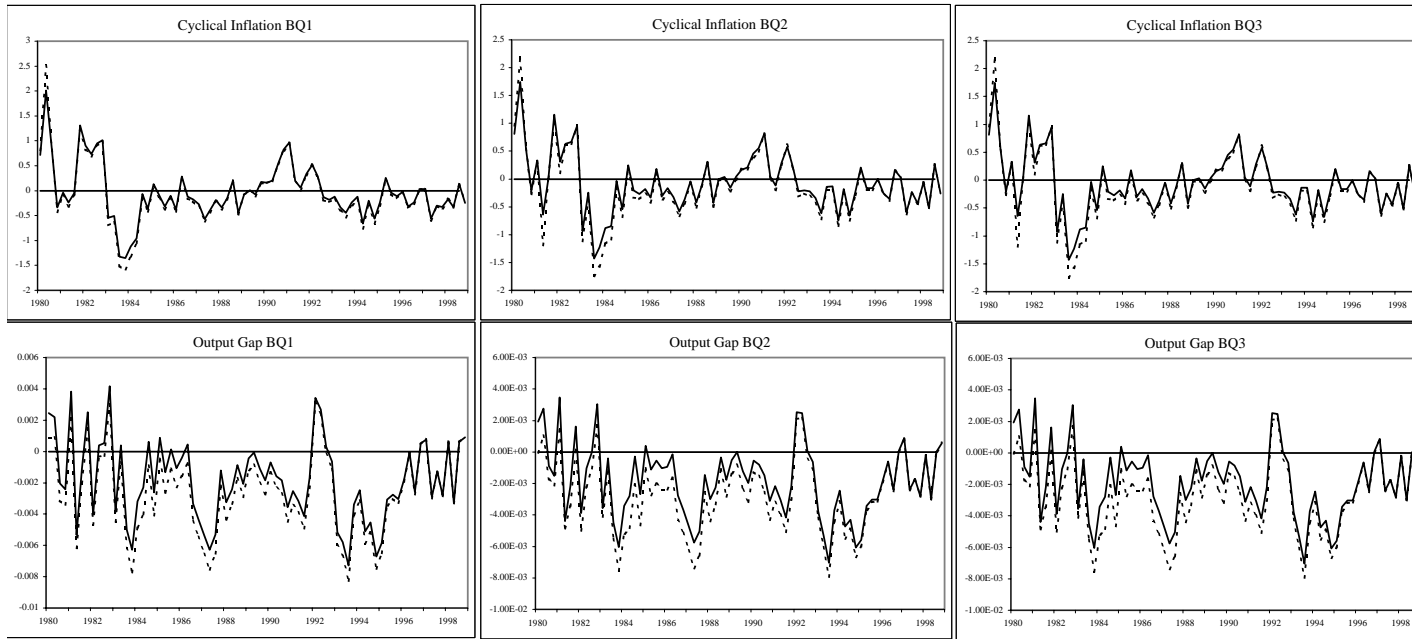 Cyclical Inflation BQ1
3
2.5
2
1.5
1
0.5
0
-0.5
-1
-1.5
-2
1980 1982 1984 1986 1988 1990 1992 1994 1996 1998
Cyclical Inflation BQ2
2.5
2
1.5
1
0.5
0
-0.5
-1
-1.5
-2
1980 1982 1984 1986 1988 1990 1992 1994 1996 1998
Cyclical Inflation BQ3
2.5
2
1.5
1
0.5
0
-0.5
-1
-1.5
-2
1980 1982 1984 1986 1988 1990 1992 1994 1996 1998
Output Gap BQ1
0.006
0.004
0.002
0
-0.002
-0.004
-0.006
-0.008
-0.01
1980 1982 1984 1986 1988 1990 1992 1994 1996 1998
Output Gap BQ2
6.00E-03
4.00E-03
2.00E-03
0.00E+00
-2.00E-03
-4.00E-03
-6.00E-03
-8.00E-03
-1.00E-02
1980 1982 1984 1986 1988 1990 1992 1994 1996 1998
Output Gap BQ3
6.00E-03
4.00E-03
2.00E-03
0.00E+00
-2.00E-03
-4.00E-03
-6.00E-03
-8.00E-03
-1.00E-02
1980 1982 1984 1986 1988 1990 1992 1994 1996 1998